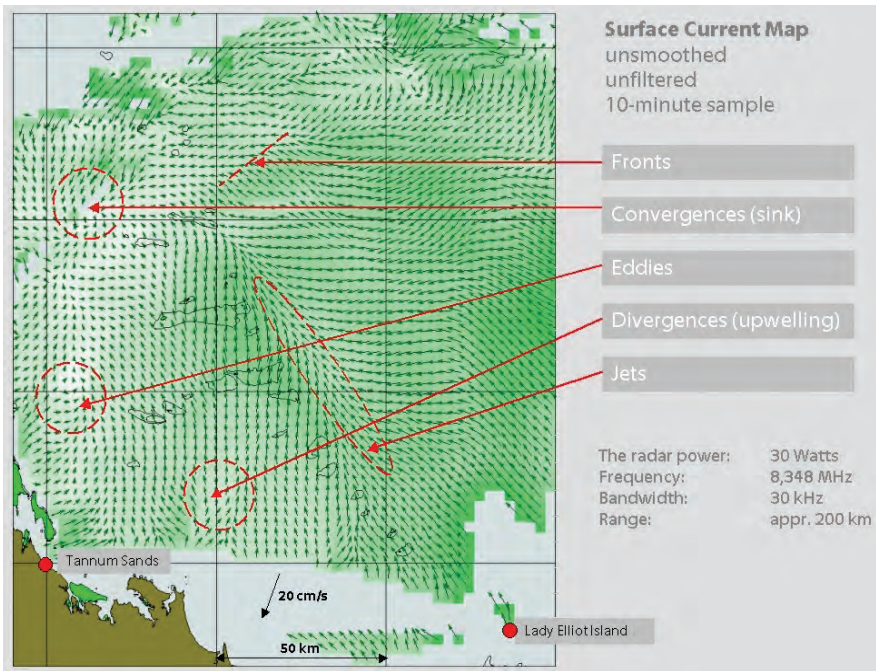 Surface Current Map
unsmoothed
unfiltered
10-minute sample
Fronts
Convergences (sink)
Eddies
Divergences (upwelling)
Jets
The radar power: 30 Watts
Frequency: 8,348 MHz
Bandwidth: 30 kHz
Range: appr. 200 km
Tannum Sands
20 cm/s
Lady Elliot Island
50 km